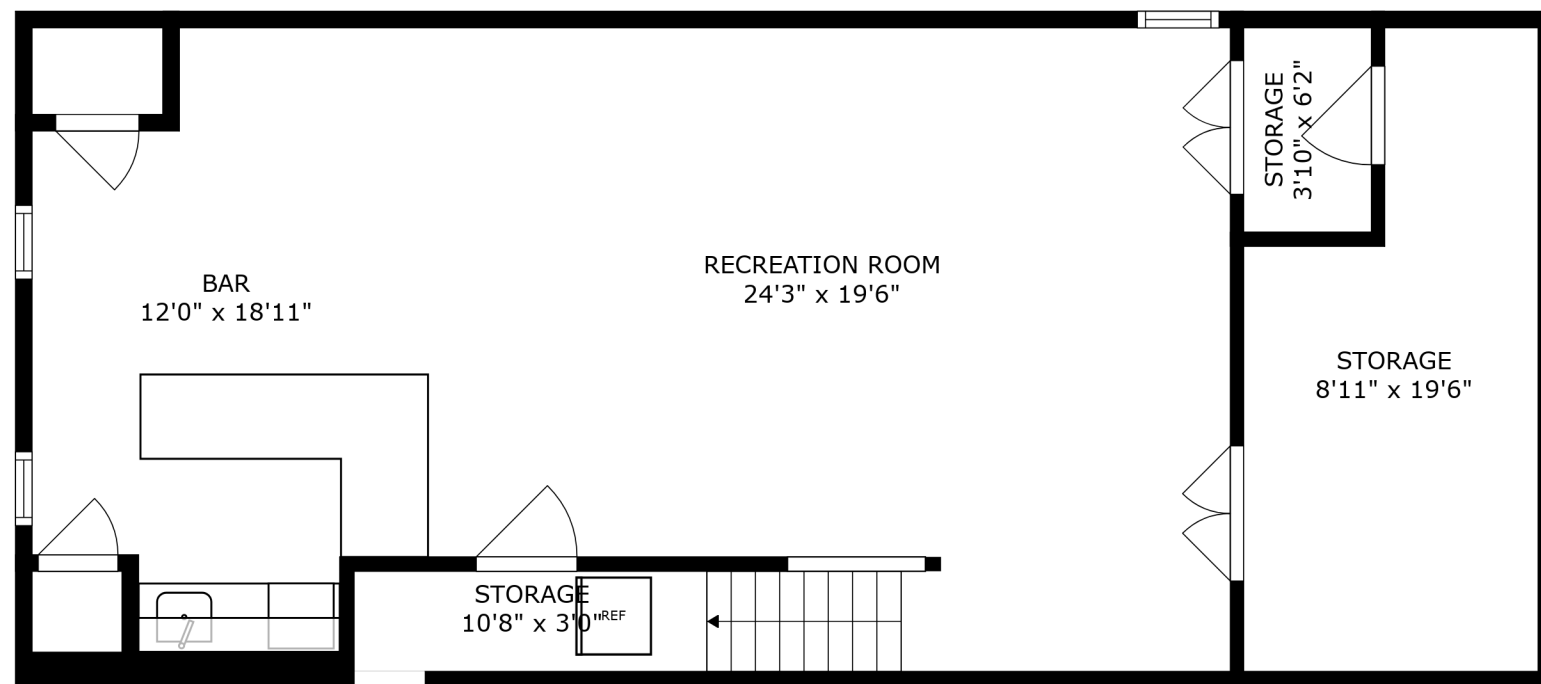 STORAGE
3'10" x 6'2"
BAR
12'0" x 18'11"
RECREATION ROOM
24'3" x 19'6"
STORAGE
8'11" x 19'6"
STORAGE
10'8" x 3'0"
REF